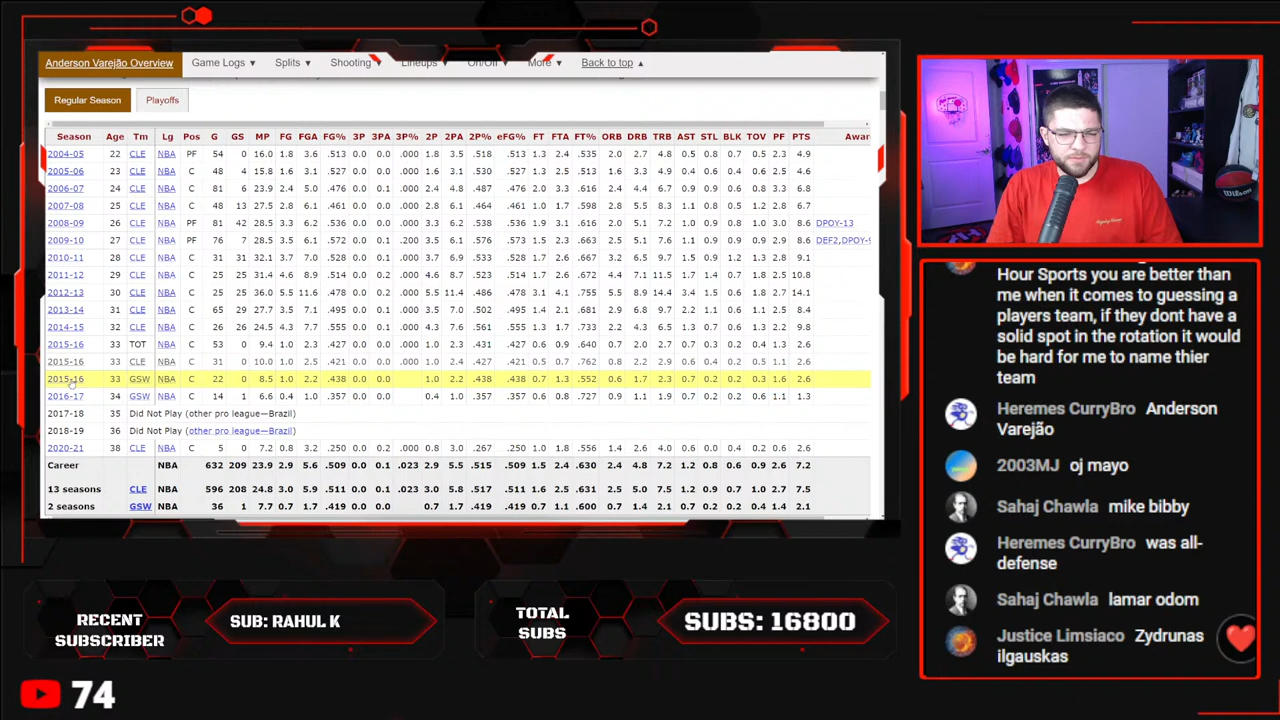 Anderson Varejão Overview Game Logs ▼ Splits ▼ Shooting ▼ Lineups ▼ On/Off ▼ More ▼ Back to top ▲
Regular Season Playoffs
Season Age Tm Lg Pos G GS MP FG FGA FG% 3P 3PA 3P% 2P 2PA 2P% eFG% FT FTA FT% ORB DRB TRB AST STL BLK TOV PF PTS Awar
2004-05 22 CLE NBA PF 54 0 16.0 1.8 3.6 .513 0.0 0.1 .000 1.8 3.5 .518 .513 1.3 2.4 .535 2.0 2.7 4.8 0.5 0.8 0.7 0.5 2.3 4.9
2005-06 23 CLE NBA C 48 4 15.8 1.6 3.1 .527 0.0 0.0 .000 1.6 3.1 .530 .527 1.3 2.5 .513 1.6 3.3 4.9 0.4 0.6 0.4 0.6 2.5 4.6
2006-07 24 CLE NBA C 81 6 23.9 2.4 5.0 .476 0.0 0.1 .000 2.4 4.8 .487 .476 2.0 3.3 .616 2.4 4.4 6.7 0.9 0.9 0.6 0.8 3.3 6.8
2007-08 25 CLE NBA C 48 13 27.5 2.8 6.1 .461 0.0 0.0 .000 2.8 6.1 .464 .461 1.0 1.7 .598 2.8 5.5 8.3 1.1 0.8 0.5 1.2 2.8 6.7
2008-09 26 CLE NBA PF 81 42 28.5 3.3 6.2 .536 0.0 0.0 .000 3.3 6.2 .538 .536 1.9 3.1 .616 2.1 5.1 7.2 1.0 0.9 0.8 0.9 3.0 8.6 DPOY-13
2009-10 27 CLE NBA PF 76 7 28.5 3.5 6.1 .572 0.0 0.1 .200 3.5 6.1 .576 .573 1.5 2.3 .663 2.5 5.1 7.6 1.1 0.9 0.9 0.9 2.9 8.6 DEF2,DPOY-9
2010-11 28 CLE NBA C 31 31 32.1 3.7 7.0 .528 0.0 0.0 .000 3.7 6.9 .533 .528 1.7 2.6 .667 3.2 6.5 9.7 1.5 0.9 1.2 1.3 2.8 9.1
2011-12 29 CLE NBA C 25 25 4.6 8.9 .514 0.0 0.2 .000 4.6 8.7 .523 .514 1.7 2.5 .672 4.4 7.1 11.5 1.7 1.4 0.7 1.8 2.5 10.8
2012-13 30 CLE NBA C 25 25 36.0 5.5 11.6 .478 0.0 0.2 .000 5.5 11.4 .486 .478 3.1 4.1 .755 5.5 8.9 14.4 3.4 1.5 0.6 1.5 2.2 14.1
2013-14 31 CLE NBA C 65 29 27.7 3.5 7.1 .495 0.0 0.1 .000 3.5 7.0 .502 .495 1.4 2.1 .681 2.9 6.8 9.7 2.2 0.8 0.6 1.1 2.5 8.4
2014-15 32 CLE NBA C 26 26 24.5 4.3 7.7 .555 0.0 0.1 .000 4.3 7.6 .561 .555 1.3 1.7 .733 2.2 4.3 6.5 1.3 0.7 0.6 1.3 2.2 9.8
2015-16 33 TOT NBA C 53 0 9.4 1.0 2.3 .427 0.0 0.0 .000 1.0 2.3 .431 .427 0.6 0.9 .640 0.7 2.0 2.7 0.6 0.3 0.2 0.4 1.3 2.6
2015-16 33 CLE NBA C 31 0 10.0 1.0 2.5 .421 0.0 0.0 .000 1.0 2.4 .427 .421 0.5 0.7 .762 0.8 2.2 2.9 0.6 0.4 0.2 0.5 1.1 2.6
2015-16 33 GSW NBA C 22 0 8.5 1.0 2.2 .438 0.0 0.0 1.0 2.2 .438 .438 0.7 1.3 .552 0.6 1.7 2.3 0.7 0.2 0.2 0.3 1.6 2.6
2016-17 34 GSW NBA C 14 1 6.6 0.4 1.0 .357 0.0 0.0 0.4 1.0 .357 .357 0.6 0.8 .727 0.9 1.0 1.9 0.7 0.2 0.2 0.6 1.1 1.3
2017-18 35 Did Not Play (other pro league—Brazil)
2018-19 36 Did Not Play (other pro league—Brazil)
2020-21 38 CLE NBA C 5 0 7.2 0.8 3.2 .250 0.0 0.2 .000 0.8 3.0 .267 .250 1.0 1.8 .556 1.4 2.6 4.0 0.6 0.0 0.4 0.2 0.6 2.6
Career NBA 632 209 23.9 2.9 5.6 .509 0.0 0.1 .023 2.9 5.5 .515 .509 1.5 2.4 .630 2.4 4.8 7.2 1.2 0.8 0.6 0.9 2.6 7.2
13 seasons CLE NBA 596 208 24.8 3.0 5.9 .511 0.0 0.1 .023 3.0 5.8 .517 .511 1.6 2.5 .631 2.5 5.0 7.5 1.2 0.9 0.7 1.0 2.7 7.5
2 seasons GSW NBA 36 1 7.7 0.7 1.7 .419 0.0 0.0 0.7 1.7 .419 .419 0.7 1.1 .600 0.7 1.4 2.1 0.7 0.2 0.2 0.4 1.4 2.1
Hour Sports you are better than
me when it comes to guessing a
players team, if they dont have a
solid spot in the rotation it would
be hard for me to name thier
team
Heremes CurryBro Anderson
Varejão
2003MJ oj mayo
Sahaj Chawla mike bibby
Heremes CurryBro was all-
defense
Sahaj Chawla lamar odom
Justice Limsiaco Zydrunas
ilgauskas
RECENT
SUBSCRIBER
SUB: RAHUL K
TOTAL
SUBS
SUBS: 16800
74